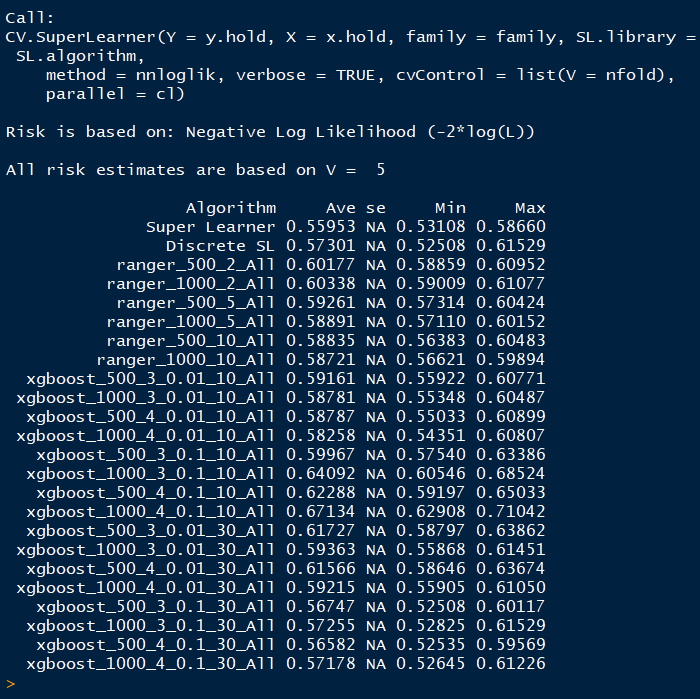 Call:
CV.SuperLearner(Y = y.hold, X = x.hold, family = family, SL.library =
 SL.algorithm,
    method = nnloglik, verbose = TRUE, cvControl = list(V = nfold),
    parallel = cl)

Risk is based on: Negative Log Likelihood (-2*log(L))

All risk estimates are based on V =  5

                  Algorithm     Ave se     Min     Max
              Super Learner 0.55953 NA 0.53108 0.58660
                Discrete SL 0.57301 NA 0.52508 0.61529
           ranger_500_2_All 0.60177 NA 0.58859 0.60952
          ranger_1000_2_All 0.60338 NA 0.59009 0.61077
           ranger_500_5_All 0.59261 NA 0.57314 0.60424
          ranger_1000_5_All 0.58891 NA 0.57110 0.60152
          ranger_500_10_All 0.58835 NA 0.56383 0.60483
         ranger_1000_10_All 0.58721 NA 0.56621 0.59894
  xgboost_500_3_0.01_10_All 0.59161 NA 0.55922 0.60771
 xgboost_1000_3_0.01_10_All 0.58781 NA 0.55348 0.60487
  xgboost_500_4_0.01_10_All 0.58787 NA 0.55033 0.60899
 xgboost_1000_4_0.01_10_All 0.58258 NA 0.54351 0.60807
   xgboost_500_3_0.1_10_All 0.59967 NA 0.57540 0.63386
  xgboost_1000_3_0.1_10_All 0.64092 NA 0.60546 0.68524
   xgboost_500_4_0.1_10_All 0.62288 NA 0.59197 0.65033
  xgboost_1000_4_0.1_10_All 0.67134 NA 0.62908 0.71042
  xgboost_500_3_0.01_30_All 0.61727 NA 0.58797 0.63862
 xgboost_1000_3_0.01_30_All 0.59363 NA 0.55868 0.61451
  xgboost_500_4_0.01_30_All 0.61566 NA 0.58646 0.63674
 xgboost_1000_4_0.01_30_All 0.59215 NA 0.55905 0.61050
   xgboost_500_3_0.1_30_All 0.56747 NA 0.52508 0.60117
  xgboost_1000_3_0.1_30_All 0.57255 NA 0.52825 0.61529
   xgboost_500_4_0.1_30_All 0.56582 NA 0.52535 0.59569
  xgboost_1000_4_0.1_30_All 0.57178 NA 0.52645 0.61226
>